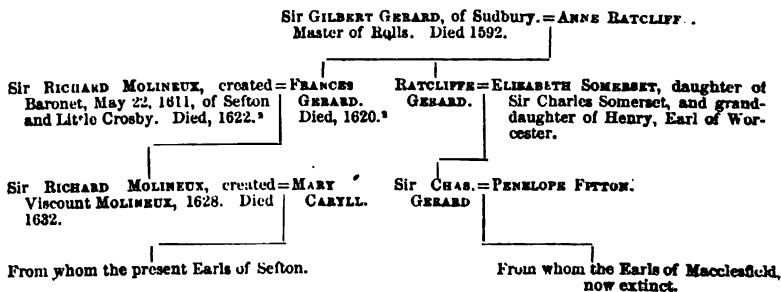 Sir GILBERT GERARD, of Sudbury. = ANNE RATCLIFF.
Master of Rolls. Died 1592.
Sir RICHARD MOLINEUX, created = FRANCES
Baronet, May 22, 1611, of Sefton GERARD.
and Little Crosby. Died, 1622.² Died, 1620.²
RATCLIFFE = ELIZABETH SOMERSET, daughter of
GERARD. Sir Charles Somerset, and grand-
daughter of Henry, Earl of Wor-
cester.
Sir RICHARD MOLINEUX, created = MARY
Viscount MOLINEUX, 1628. Died CARYLL.
1632.
Sir CHAS. = PENELOPE FITTON.
GERARD
From whom the present Earls of Sefton.
From whom the Earls of Macclesfield,
now extinct.